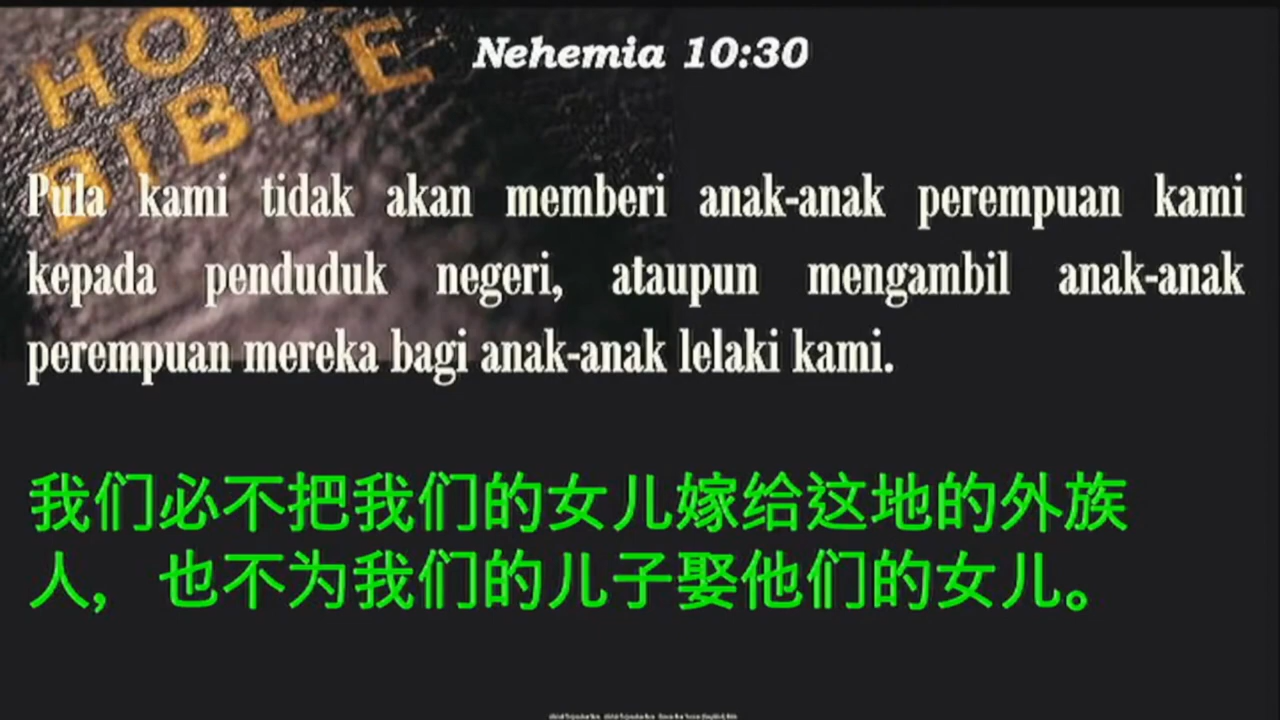 HOL
BIBLE
Nehemia 10:30
Pula kami tidak akan memberi anak-anak perempuan kami
kepada penduduk negeri, ataupun mengambil anak-anak
perempuan mereka bagi anak-anak lelaki kami.
我们必不把我们的女儿嫁给这地的外族
人，也不为我们的儿子娶他们的女儿。